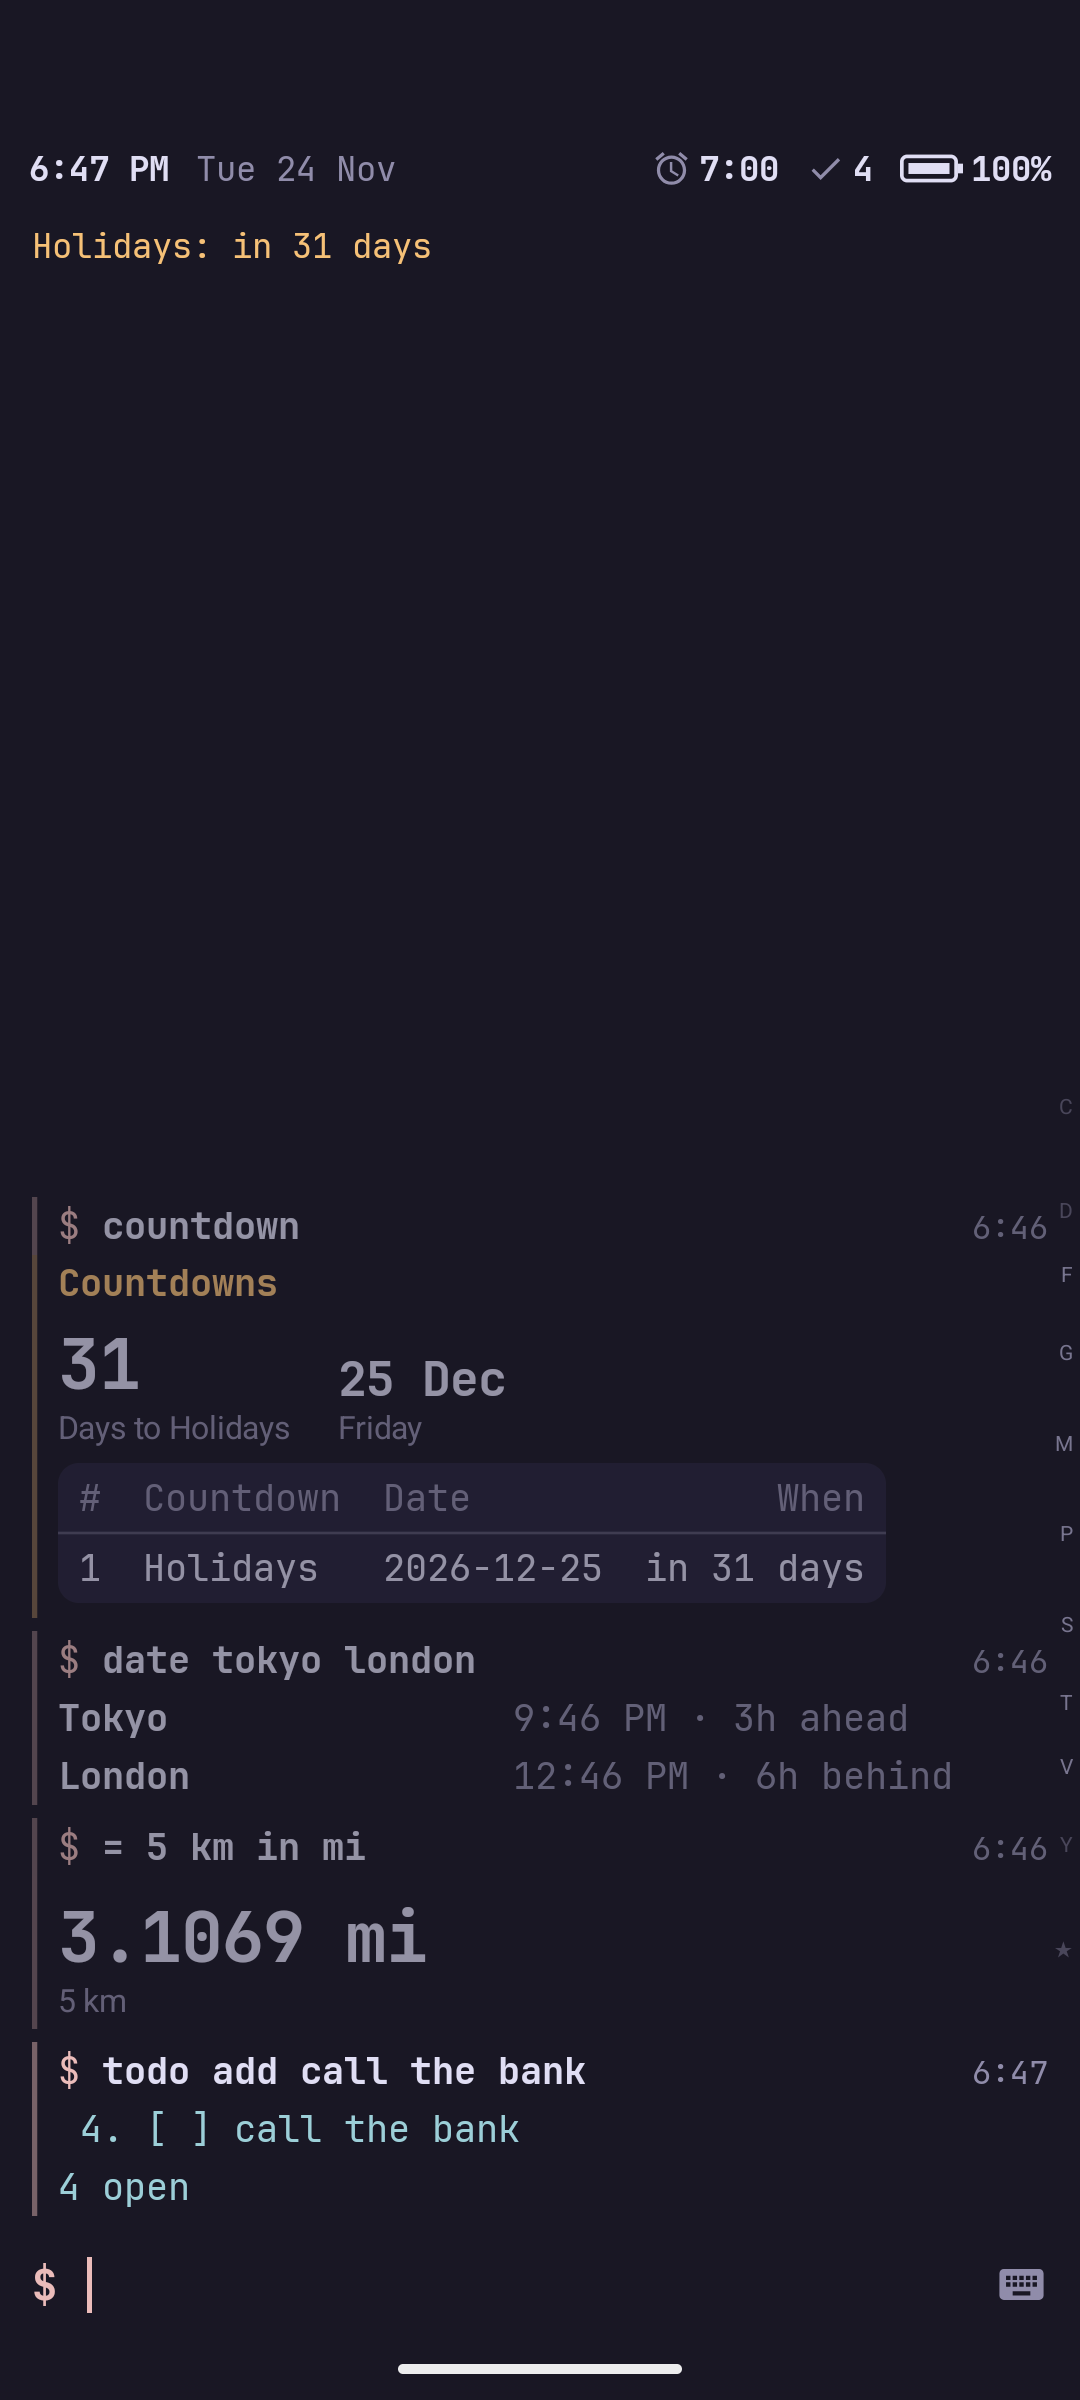 6:47 PM Tue 24 Nov 7:00 4 100%
Holidays: in 31 days
C
$ countdown 6:46
D
Countdowns
F
31 25 Dec
G
Days to Holidays Friday
M
# Countdown Date When
P
1 Holidays 2026-12-25 in 31 days
S
$ date tokyo london 6:46
T
Tokyo 9:46 PM · 3h ahead
V
London 12:46 PM · 6h behind
$ = 5 km in mi 6:46
Y
3.1069 mi
★
5 km
$ todo add call the bank 6:47
4. [ ] call the bank
4 open
$